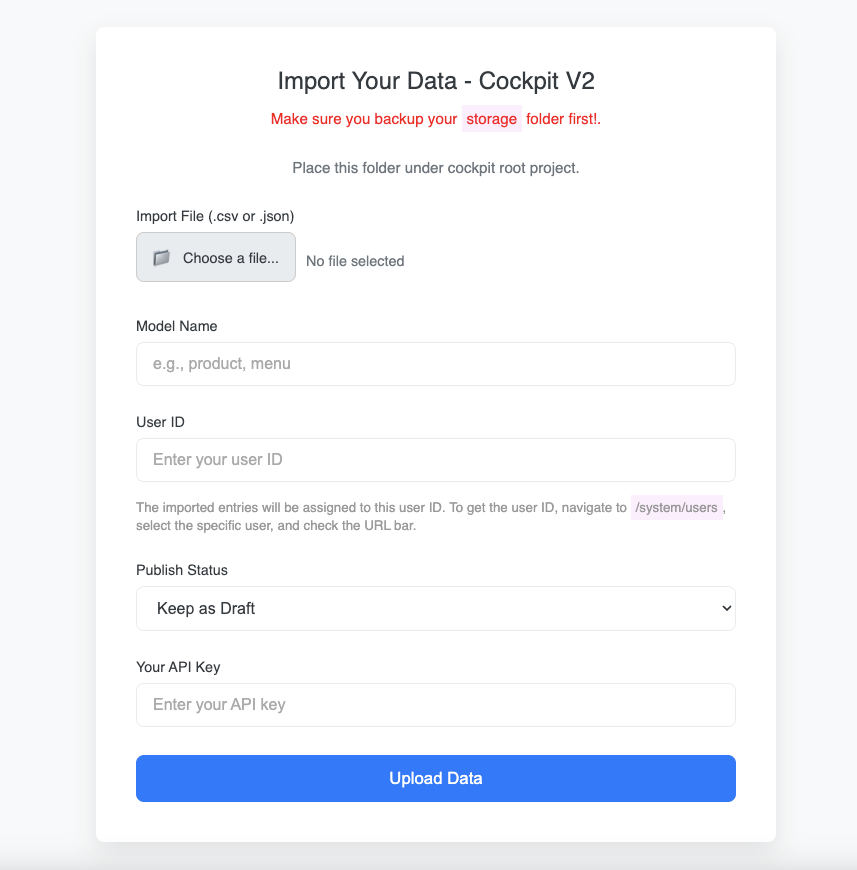 Import Your Data - Cockpit V2
Make sure you backup your storage folder first!.
Place this folder under cockpit root project.
Import File (.csv or .json)
Choose a file...
No file selected
Model Name
e.g., product, menu
User ID
Enter your user ID
The imported entries will be assigned to this user ID. To get the user ID, navigate to /system/users ,
select the specific user, and check the URL bar.
Publish Status
Keep as Draft
Your API Key
Enter your API key
Upload Data